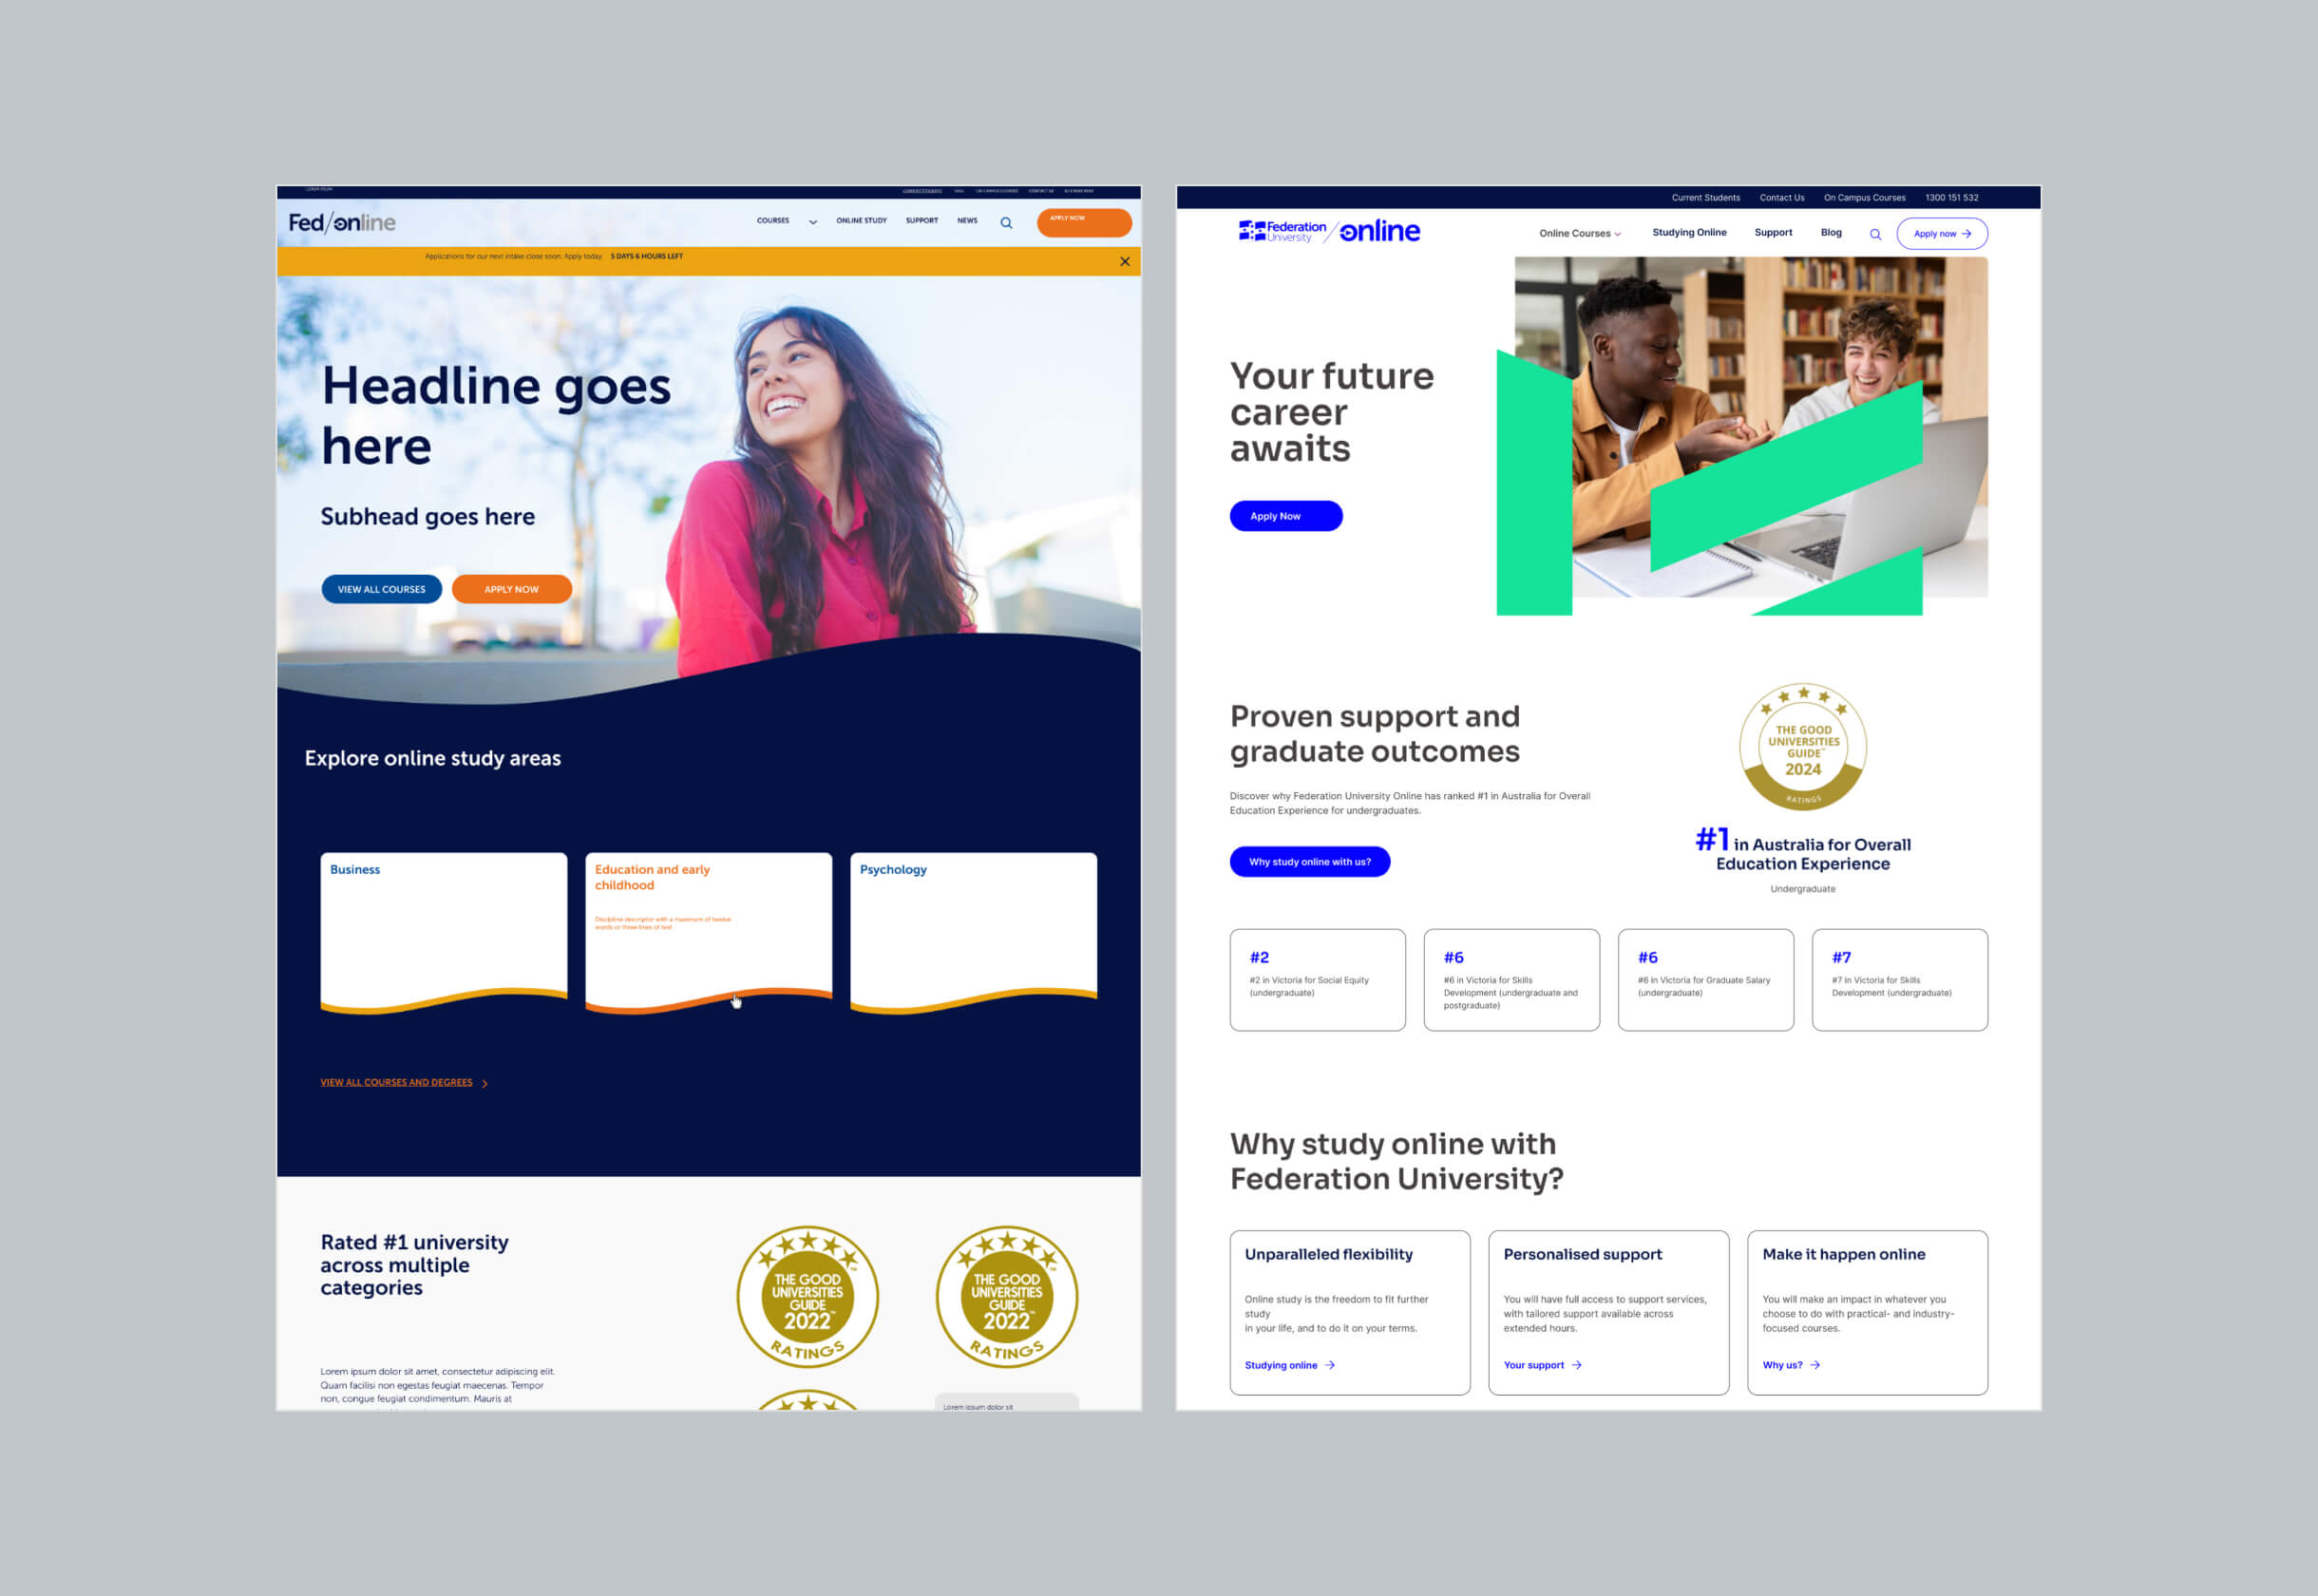 LOREM IPSUM
CURRENT STUDENTS
ON CAMPUS COURSES
CONTACT US
Fed/online
COURSES
ONLINE STUDY
SUPPORT
NEWS
APPLY NOW
Applications for our next intake close soon. Apply today. 5 DAYS 6 HOURS LEFT
Headline goes
here
Subhead goes here
VIEW ALL COURSES
APPLY NOW
Explore online study areas
Business
Education and early
childhood
Discipline descriptor with a maximum of twelve
words or three lines of text
Psychology
VIEW ALL COURSES AND DEGREES
Rated #1 university
across multiple
categories
Lorem ipsum dolor sit amet, consectetur adipiscing elit.
Quam facilisi non egestas feugiat maecenas. Tempor
non, congue feugiat condimentum. Mauris at
THE GOOD
UNIVERSITIES
GUIDE™
2022
RATINGS™
THE GOOD
UNIVERSITIES
GUIDE™
2022
RATINGS™
Lorem ipsum dolor sit
Current Students
Contact Us
On Campus Courses
1300 151 532
Federation
University
/online
Online Courses
Studying Online
Support
Blog
Apply now
Your future
career
awaits
Apply Now
Proven support and
graduate outcomes
Discover why Federation University Online has ranked #1 in Australia for Overall
Education Experience for undergraduates.
Why study online with us?
THE GOOD
UNIVERSITIES
GUIDE™
2024
RATINGS
#1 in Australia for Overall
Education Experience
Undergraduate
#2
#2 in Victoria for Social Equity
(undergraduate)
#6
#6 in Victoria for Skills
Development (undergraduate and
postgraduate)
#6
#6 in Victoria for Graduate Salary
(undergraduate)
#7
#7 in Victoria for Skills
Development (undergraduate)
Why study online with
Federation University?
Unparalleled flexibility
Online study is the freedom to fit further
study
in your life, and to do it on your terms.
Studying online
Personalised support
You will have full access to support services,
with tailored support available across
extended hours.
Your support
Make it happen online
You will make an impact in whatever you
choose to do with practical- and industry-
focused courses.
Why us?